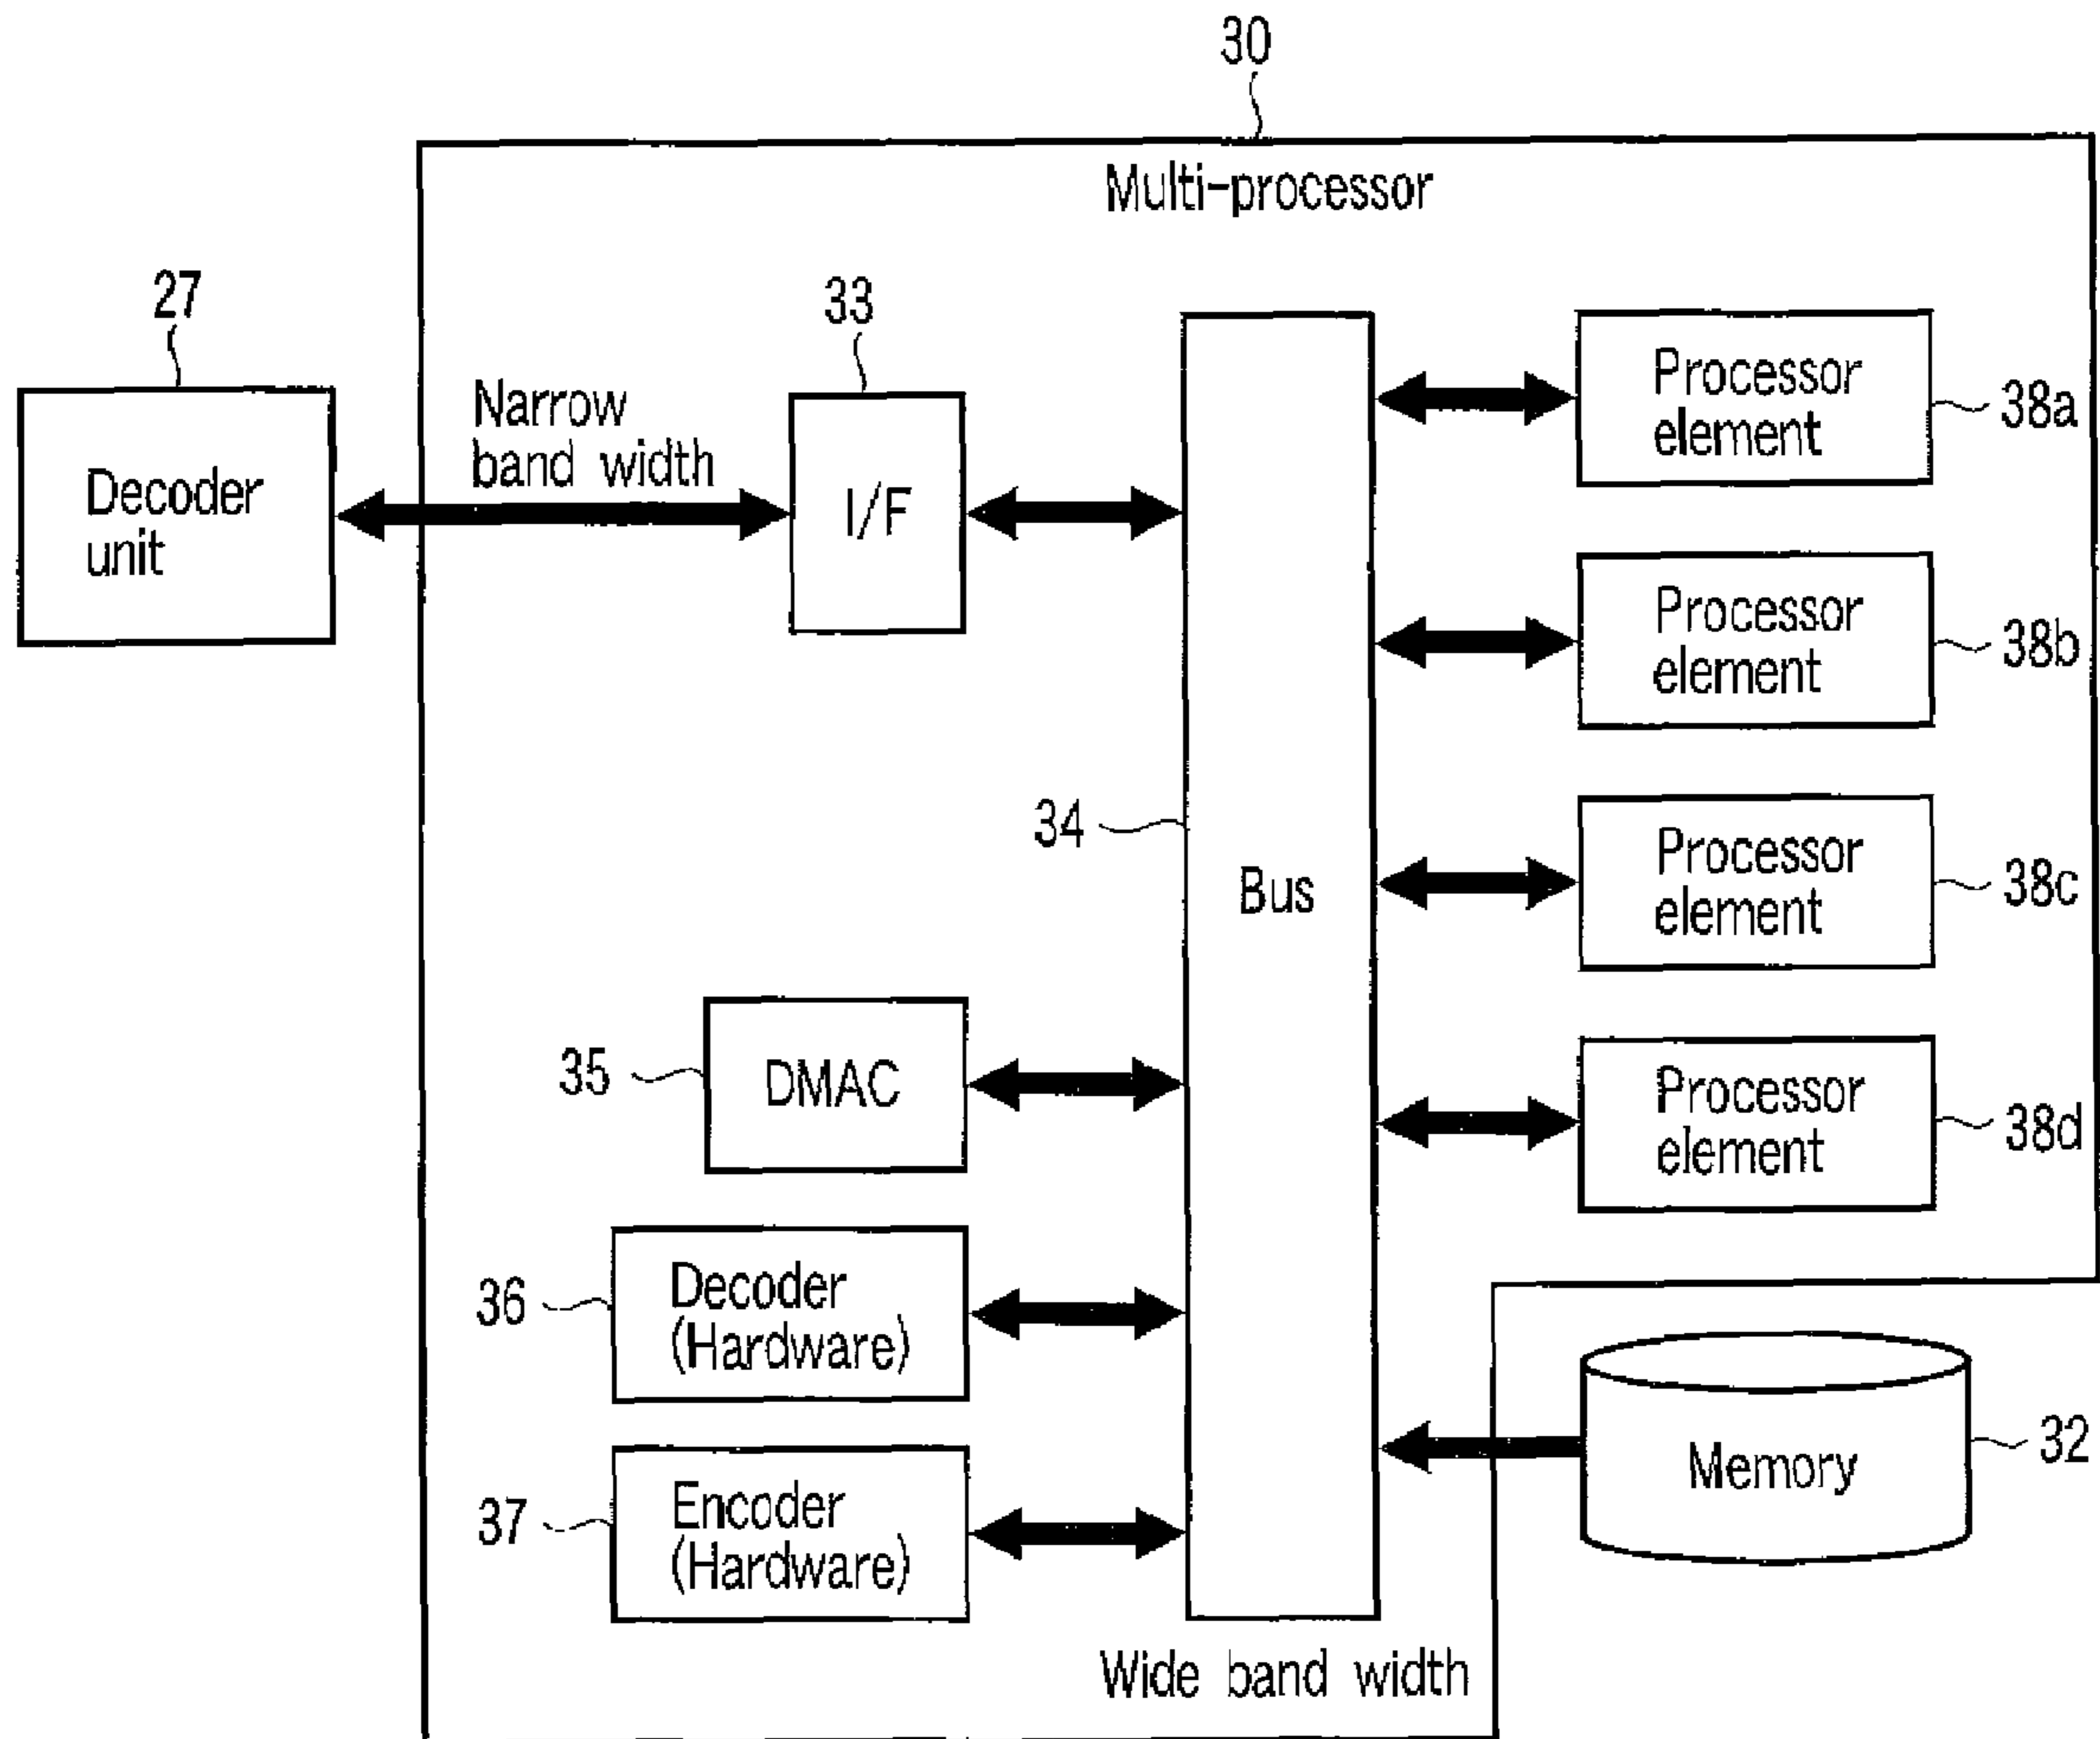 30
Multi-processor
27
33
Narrow
band width
Decoder
unit
I/F
Processor
element
38a
Processor
element
38b
34
Bus
Processor
element
38c
35
DMAC
Processor
element
38d
36
Decoder
(Hardware)
37
Encoder
(Hardware)
Memory
32
Wide band width